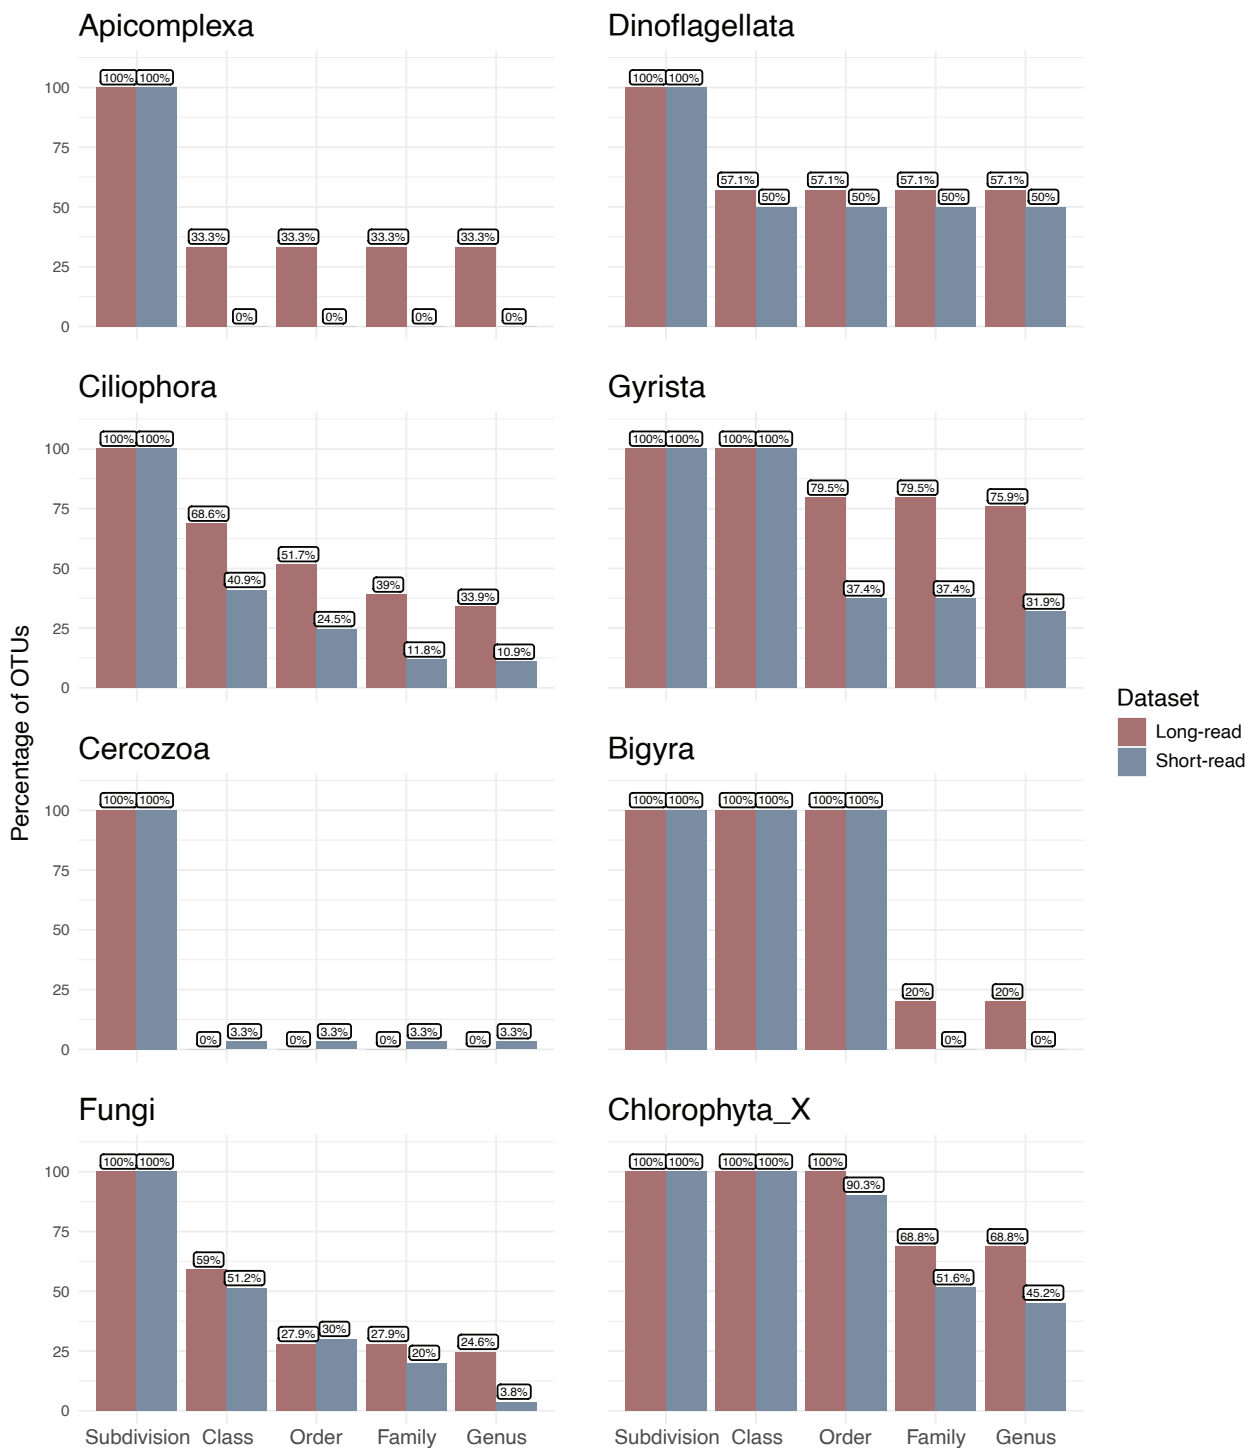 Apicomplexa
100% 100%
33.3% 0% 33.3% 0% 33.3% 0% 33.3% 0%
100
75
50
25
0
Dinoflagellata
100% 100%
57.1% 50% 57.1% 50% 57.1% 50% 57.1% 50%
Ciliophora
100% 100%
68.6% 40.9% 51.7% 24.5% 39% 11.8% 33.9% 10.9%
100
75
50
25
0
Gyrista
100% 100% 100% 100%
79.5% 37.4% 79.5% 37.4% 75.9% 31.9%
Cercozoa
100% 100%
0% 3.3% 0% 3.3% 0% 3.3% 0% 3.3%
100
75
50
25
0
Bigyra
100% 100% 100% 100% 100% 100%
20% 0% 20% 0%
Fungi
100% 100%
59% 51.2% 27.9% 30% 27.9% 20% 24.6% 3.8%
100
75
50
25
0
Subdivision Class Order Family Genus
Chlorophyta_X
100% 100% 100% 100% 100% 90.3%
68.8% 51.6% 68.8% 45.2%
Subdivision Class Order Family Genus
Percentage of OTUs
Dataset
Long-read
Short-read